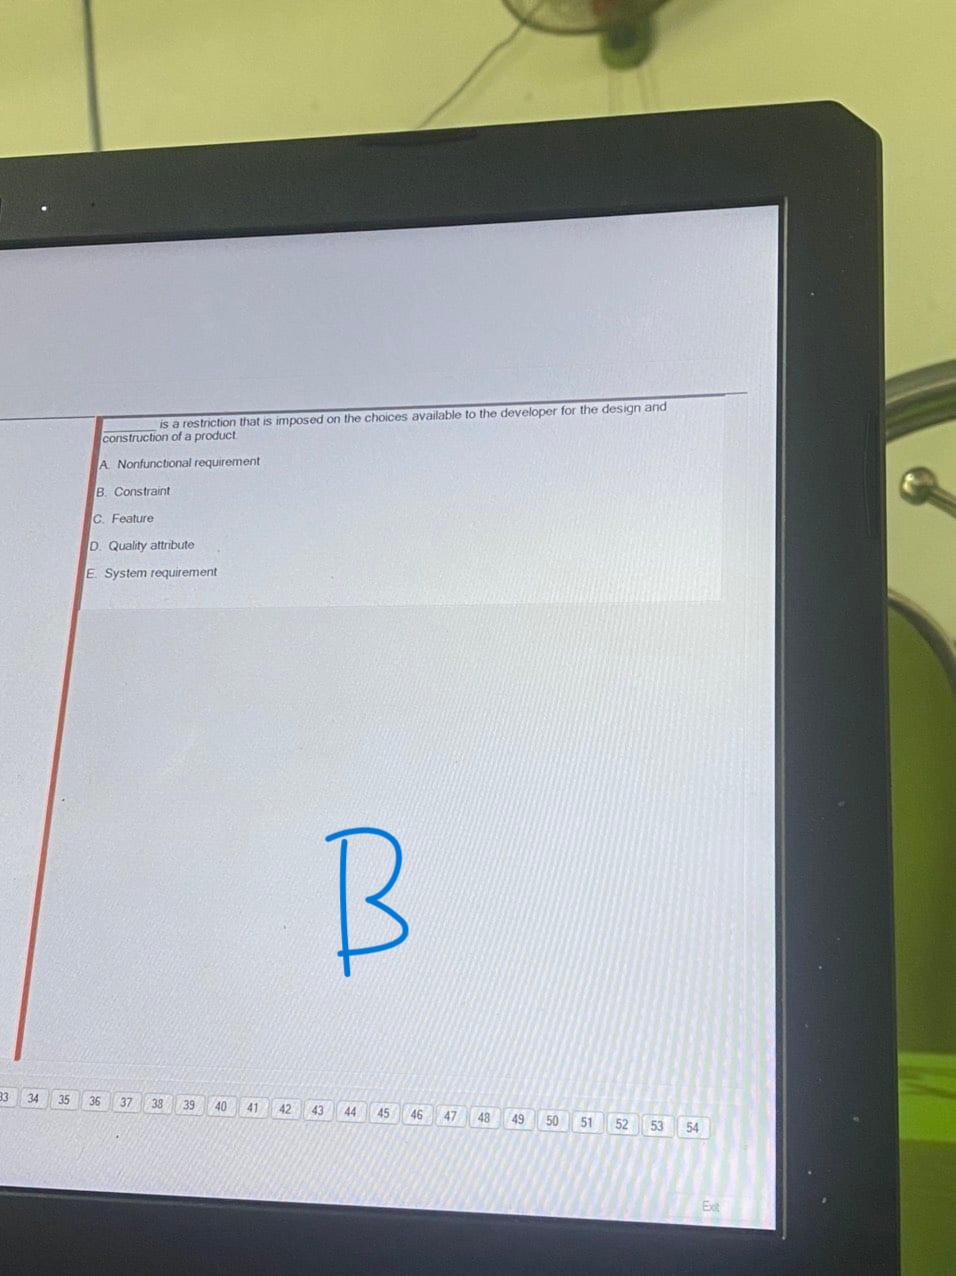 ________ is a restriction that is imposed on the choices available to the developer for the design and
construction of a product.
A. Nonfunctional requirement
B. Constraint
C. Feature
D. Quality attribute
E. System requirement
B
33 34 35 36 37 38 39 40 41 42 43 44 45 46 47 48 49 50 51 52 53 54
Exit